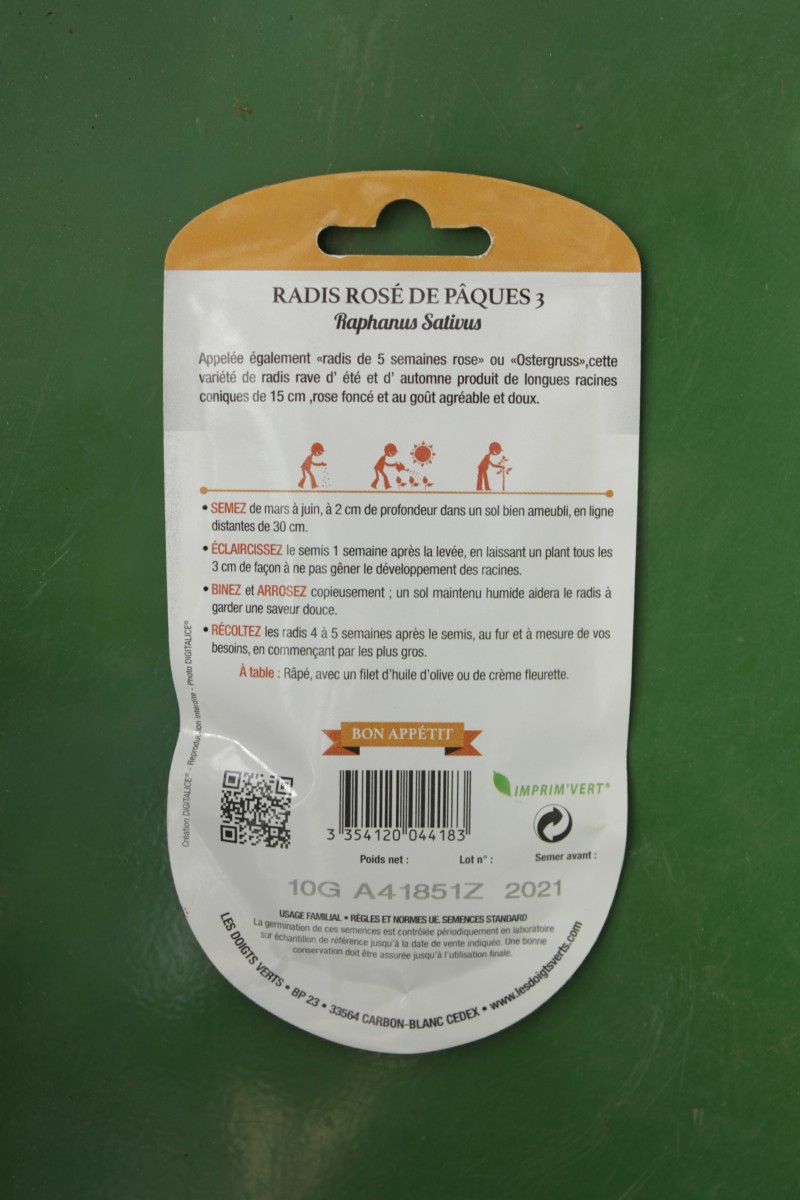 RADIS ROSÉ DE PÂQUES 3
Raphanus Sativus
Appelée également «radis de 5 semaines rose» ou «Ostergruss»,cette
variété de radis rave d' été et d' automne produit de longues racines
coniques de 15 cm ,rose foncé et au goût agréable et doux.
• SEMEZ de mars à juin, à 2 cm de profondeur dans un sol bien ameubli, en ligne
distantes de 30 cm.
• ÉCLAIRCISSEZ le semis 1 semaine après la levée, en laissant un plant tous les
3 cm de façon à ne pas gêner le développement des racines.
• BINEZ et ARROSEZ copieusement ; un sol maintenu humide aidera le radis à
garder une saveur douce.
• RÉCOLTEZ les radis 4 à 5 semaines après le semis, au fur et à mesure de vos
besoins, en commençant par les plus gros.
À table : Râpé, avec un filet d'huile d'olive ou de crème fleurette.
Création DIGITALICE® - Reproduction interdite - Photo DIGITALICE®
BON APPÉTIT
IMPRIM'VERT®
3 354120 044183
Poids net : Lot n° : Semer avant :
10G A41851Z 2021
USAGE FAMILIAL • RÈGLES ET NORMES UE. SEMENCES STANDARD
La germination de ces semences est contrôlée périodiquement en laboratoire
sur échantillon de référence jusqu'à la date de vente indiquée. Une bonne
conservation doit être assurée jusqu'à l'utilisation finale.
LES DOIGTS VERTS • BP 23 • 33564 CARBON-BLANC CEDEX • www.lesdoigtsverts.com